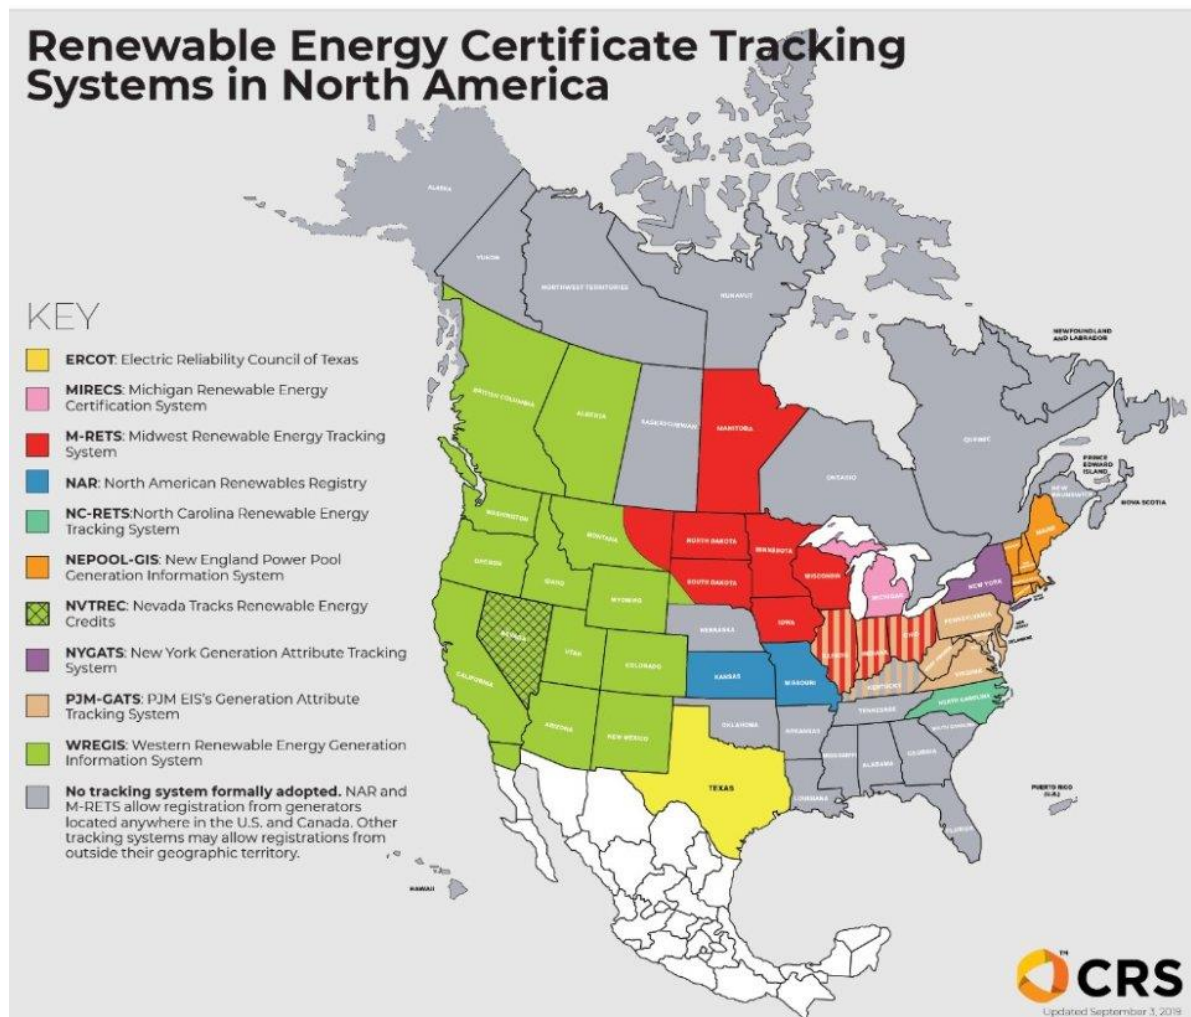 Renewable Energy Certificate Tracking
Systems in North America
KEY
ERCOT: Electric Reliability Council of Texas
MIRECS: Michigan Renewable Energy
Certification System
M-RETS: Midwest Renewable Energy Tracking
System
NAR: North American Renewables Registry
NC-RETS:North Carolina Renewable Energy
Tracking System
NEPOOL-GIS: New England Power Pool
Generation Information System
NVTREC: Nevada Tracks Renewable Energy
Credits
NYGATS: New York Generation Attribute Tracking
System
PJM-GATS: PJM EIS's Generation Attribute
Tracking System
WREGIS: Western Renewable Energy Generation
Information System
No tracking system formally adopted. NAR and
M-RETS allow registration from generators
located anywhere in the U.S. and Canada. Other
tracking systems may allow registrations from
outside their geographic territory.
ALASKA
YUKON
NORTHWEST TERRITORIES
NUNAVUT
NEWFOUNDLAND
AND LABRADOR
BRITISH COLUMBIA
ALBERTA
SASKATCHEWAN
MANITOBA
ONTARIO
QUEBEC
PRINCE
EDWARD
ISLAND
NEW
BRUNSWICK
NOVA SCOTIA
WASHINGTON
MONTANA
NORTH DAKOTA
MINNESOTA
MAINE
OREGON
IDAHO
WYOMING
SOUTH DAKOTA
WISCONSIN
MICHIGAN
NEW YORK
NEVADA
UTAH
COLORADO
NEBRASKA
IOWA
ILLINOIS
INDIANA
OHIO
PENNSYLVANIA
NEW
JERSEY
DELAWARE
CALIFORNIA
KANSAS
MISSOURI
KENTUCKY
WEST VIRGINIA
VIRGINIA
ARIZONA
NEW MEXICO
OKLAHOMA
ARKANSAS
TENNESSEE
NORTH CAROLINA
SOUTH CAROLINA
TEXAS
LOUISIANA
MISSISSIPPI
ALABAMA
GEORGIA
FLORIDA
PUERTO RICO
(U.S.)
HAWAII
TM
CRS
Updated September 3, 2019